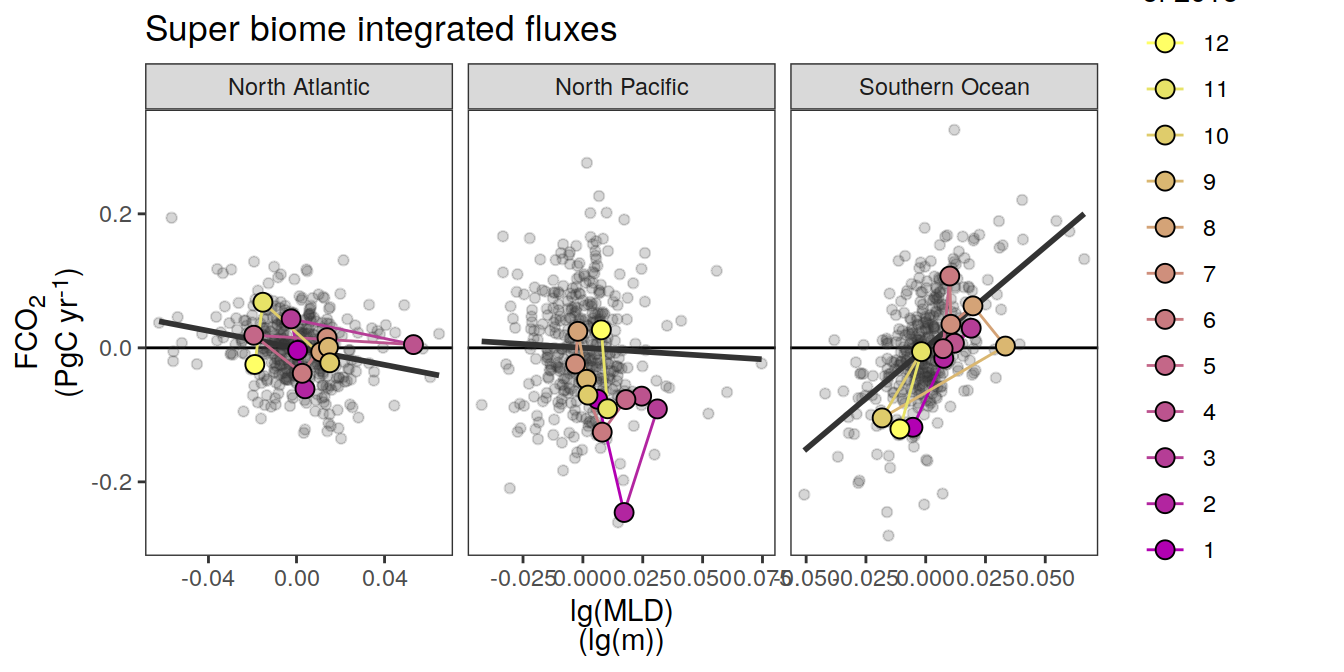 Super biome integrated fluxes
North Atlantic
North Pacific
Southern Ocean
FCO2
(PgC yr-1)
0.2
0.0
-0.2
-0.04 0.00 0.04
-0.025 0.000 0.025 0.050 0.075
-0.050 -0.025 0.000 0.025 0.050
lg(MLD)
(lg(m))
12
11
10
9
8
7
6
5
4
3
2
1